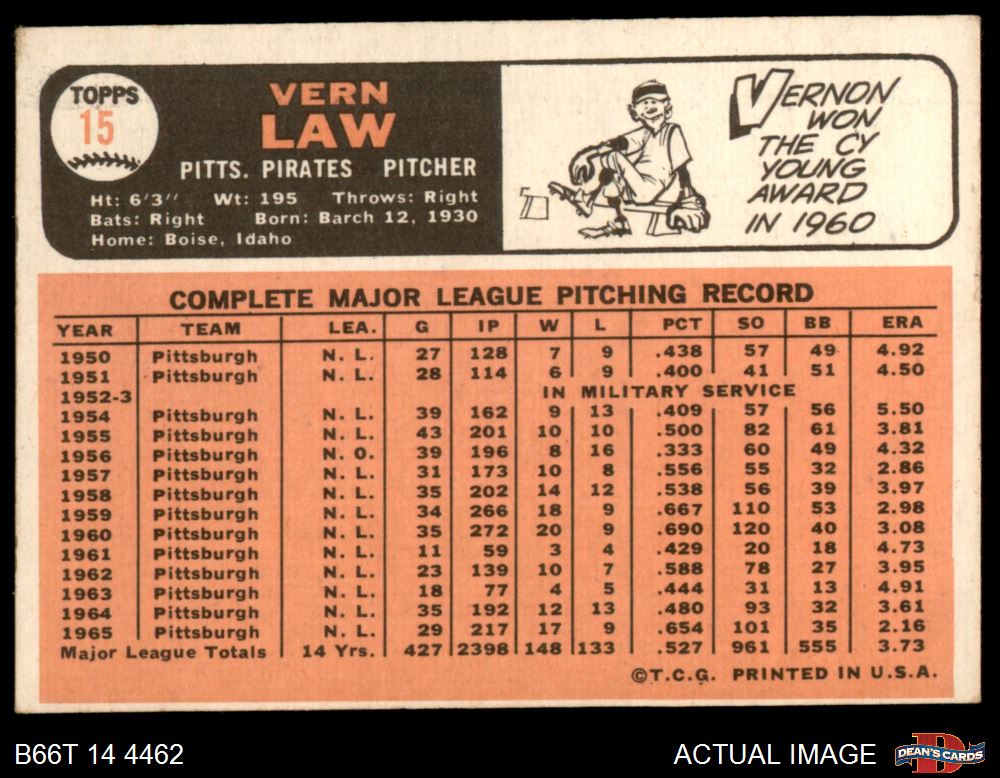 TOPPS
15
VERN
LAW
PITTS. PIRATES PITCHER
Ht: 6'3" Wt: 195 Throws: Right
Bats: Right Born: Barch 12, 1930
Home: Boise, Idaho
VERNON
WON
THE CY
YOUNG
AWARD
IN 1960
COMPLETE MAJOR LEAGUE PITCHING RECORD
YEAR TEAM LEA. G IP W L PCT SO BB ERA
1950 Pittsburgh N. L. 27 128 7 9 .438 57 49 4.92
1951 Pittsburgh N. L. 28 114 6 9 .400 41 51 4.50
1952-3 IN MILITARY SERVICE
1954 Pittsburgh N. L. 39 162 9 13 .409 57 56 5.50
1955 Pittsburgh N. L. 43 201 10 10 .500 82 61 3.81
1956 Pittsburgh N. O. 39 196 8 16 .333 60 49 4.32
1957 Pittsburgh N. L. 31 173 10 8 .556 55 32 2.86
1958 Pittsburgh N. L. 35 202 14 12 .538 56 39 3.97
1959 Pittsburgh N. L. 34 266 18 9 .667 110 53 2.98
1960 Pittsburgh N. L. 35 272 20 9 .690 120 40 3.08
1961 Pittsburgh N. L. 11 59 3 4 .429 20 18 4.73
1962 Pittsburgh N. L. 23 139 10 7 .588 78 27 3.95
1963 Pittsburgh N. L. 18 77 4 5 .444 31 13 4.91
1964 Pittsburgh N. L. 35 192 12 13 .480 93 32 3.61
1965 Pittsburgh N. L. 29 217 17 9 .654 101 35 2.16
Major League Totals 14 Yrs. 427 2398 148 133 .527 961 555 3.73
©T.C.G. PRINTED IN U.S.A.
B66T 14 4462
ACTUAL IMAGE
DEAN'S CARDS